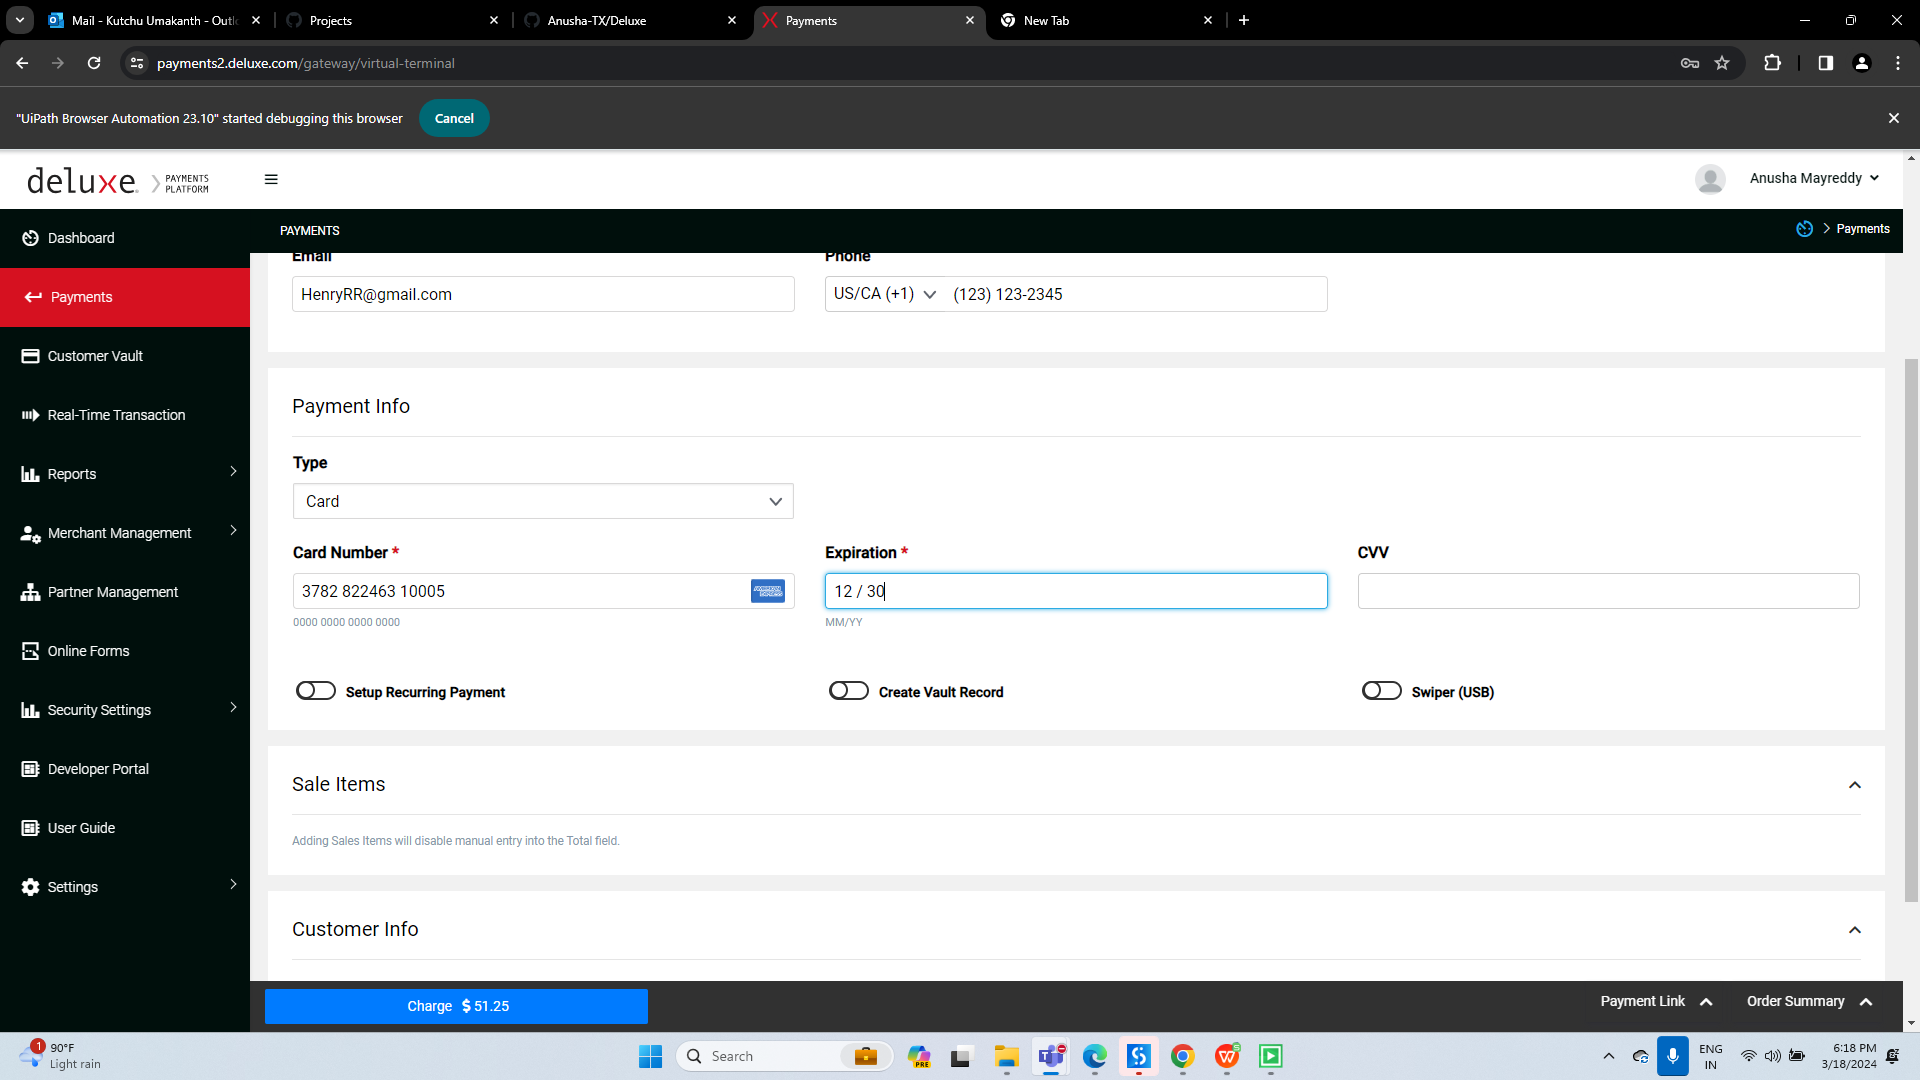 Mail - Kutchu Umakanth - Outl
Projects
Anusha-TX/Deluxe
Payments
New Tab
payments2.deluxe.com/gateway/virtual-terminal
"UiPath Browser Automation 23.10" started debugging this browser
Cancel
deluxe. PAYMENTS
PLATFORM
Anusha Mayreddy
PAYMENTS
Payments
Dashboard
Payments
Customer Vault
Real-Time Transaction
Reports
Merchant Management
Partner Management
Online Forms
Security Settings
Developer Portal
User Guide
Settings
Email
Phone
HenryRR@gmail.com
US/CA (+1)
(123) 123-2345
Payment Info
Type
Card
Card Number *
Expiration *
CVV
3782 822463 10005
AMERICAN EXPRESS
12 / 30
0000 0000 0000 0000
MM/YY
Setup Recurring Payment
Create Vault Record
Swiper (USB)
Sale Items
Adding Sales Items will disable manual entry into the Total field.
Customer Info
Charge $ 51.25
Payment Link
Order Summary
1
90°F
Light rain
Search
PRE
ENG
IN
6:18 PM
3/18/2024